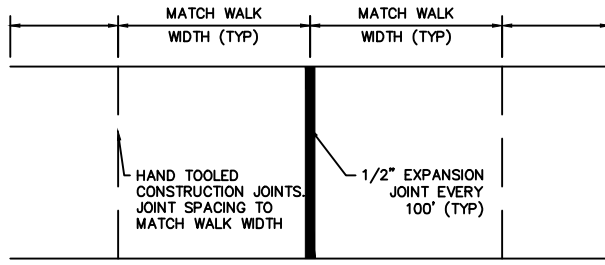 MATCH WALK
WIDTH (TYP)
MATCH WALK
WIDTH (TYP)
HAND TOOLED
CONSTRUCTION JOINTS.
JOINT SPACING TO
MATCH WALK WIDTH
1/2" EXPANSION
JOINT EVERY
100' (TYP)